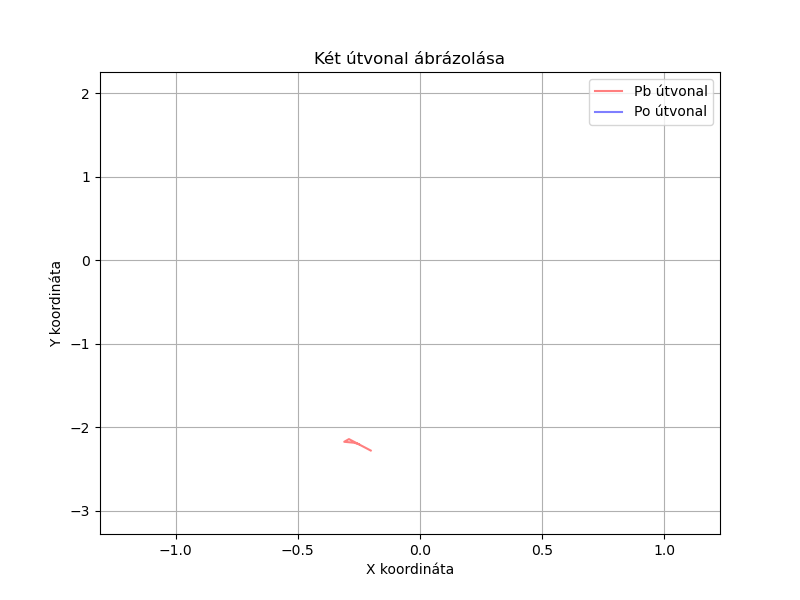 Két útvonal ábrázolása
Pb útvonal
Po útvonal
2
1
0
−1
−2
−3
Y koordináta
−1.0
−0.5
0.0
0.5
1.0
X koordináta